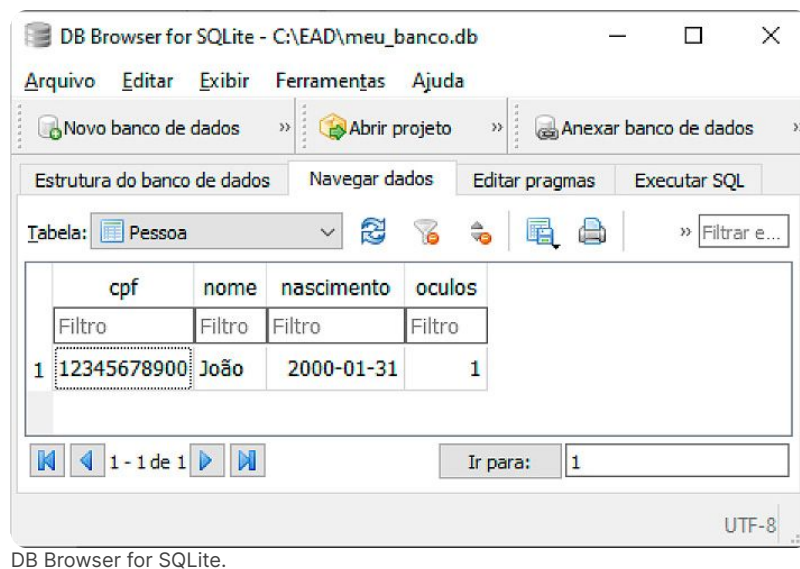 DB Browser for SQLite - C:\EAD\meu_banco.db
Arquivo Editar Exibir Ferramentas Ajuda
Novo banco de dados » Abrir projeto » Anexar banco de dados »
Estrutura do banco de dados Navegar dados Editar pragmas Executar SQL
Tabela: Pessoa » Filtrar e...
cpf nome nascimento oculos
Filtro Filtro Filtro Filtro
1 12345678900 João 2000-01-31 1
1 - 1 de 1 Ir para: 1
UTF-8
DB Browser for SQLite.